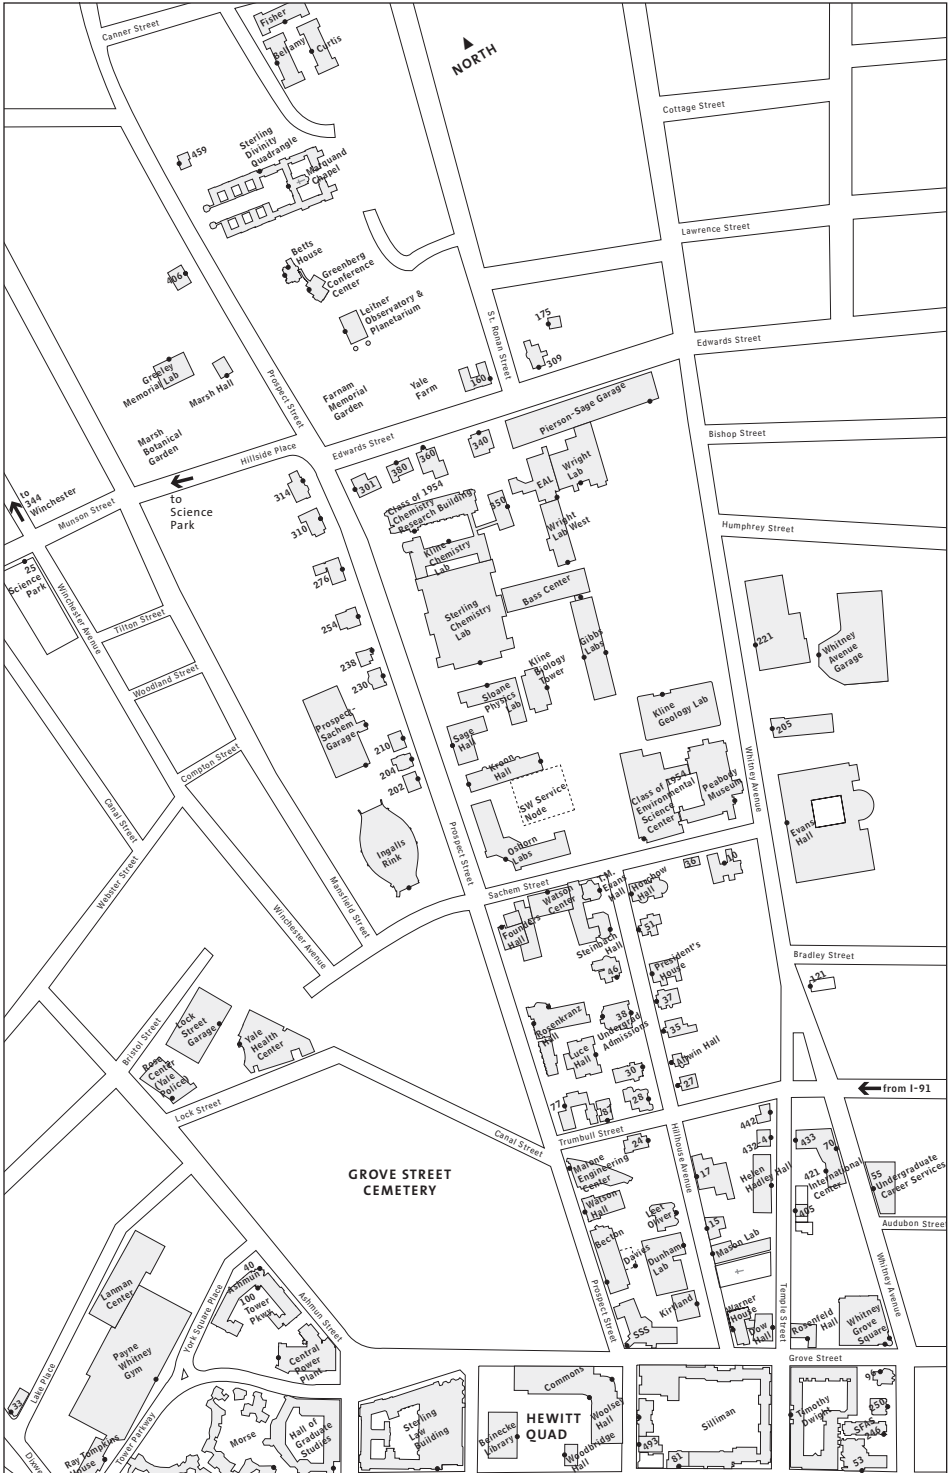 Canner Street
Fisher
Bellamy
Curtis
NORTH
Cottage Street
459
Sterling
Divinity
Quadrangle
Marquand
Chapel
Lawrence Street
406
Betts
House
Greenberg
Conference
Center
Leitner
Observatory &
Planetarium
St. Ronan Street
175
309
Edwards Street
Greeley
Memorial Lab
Marsh Hall
Prospect Street
Farnam
Memorial
Garden
Yale
Farm
160
Pierson-Sage Garage
Marsh
Botanical
Garden
Hillside Place
Edwards Street
Bishop Street
to
344
Winchester
Munson Street
to
Science
Park
314
310
301
380
360
340
Class of 1954
Chemistry
Research Building
350
EAL
Wright
Lab
Wright
Lab West
Humphrey Street
25
Science
Park
Winchester Avenue
Tilton Street
276
Kline
Chemistry
Lab
Bass Center
254
Sterling
Chemistry
Lab
Gibbs
Labs
221
Whitney
Avenue
Garage
Woodland Street
238
230
Kline
Biology
Tower
Sloane
Physics
Lab
Kline
Geology Lab
205
Prospect-
Sachem
Garage
210
204
202
Sage
Hall
Kroon
Hall
SW Service
Node
Class of 1954
Environmental
Science
Center
Peabody
Museum
Whitney Avenue
Compton Street
Canal Street
Evans
Hall
Ingalls
Rink
Prospect Street
Osborn
Labs
Webster Street
Mansfield Street
Winchester Avenue
Sachem Street
Watson
Center
T.M.
Evans
Hall
Horchow
Hall
36
10
Founders
Hall
Steinbach
Hall
51
46
President's
House
Bradley Street
121
37
Lock
Street
Garage
Yale
Health
Center
Bristol Street
Rose
Center
(Yale
Police)
Rosenkranz
Hall
38
Undergrad
Admissions
35
Luce
Hall
Allwin Hall
30
27
from I-91
Lock Street
Canal Street
77
87
28
Trumbull Street
24
Hillhouse Avenue
442
432-4
433
70
421
International
Center
55
Undergraduate
Career Services
GROVE STREET
CEMETERY
Malone
Engineering
Center
17
Helen
Hadley Hall
405
Watson
Hall
Leet
Oliver
15
Audubon Street
Becton
Davies
Dunham
Lab
Mason Lab
Lanman
Center
York Square Place
40
Ashmun
100
Tower
Pkwy
Ashmun Street
Prospect Street
Kirtland
Warner
House
Dow
Hall
Temple Street
Rosenfeld
Hall
Whitney
Grove
Square
Whitney Avenue
SSS
Payne
Whitney
Gym
Central
Power
Plant
Grove Street
Lake Place
33
Tower Parkway
Morse
Hall of
Graduate
Studies
Sterling
Law
Building
Commons
Beinecke
Library
HEWITT
QUAD
Woolsey
Hall
Woodbridge
Hall
Silliman
493
81
Timothy
Dwight
SFAS
246
53
Ray Tompkins
House